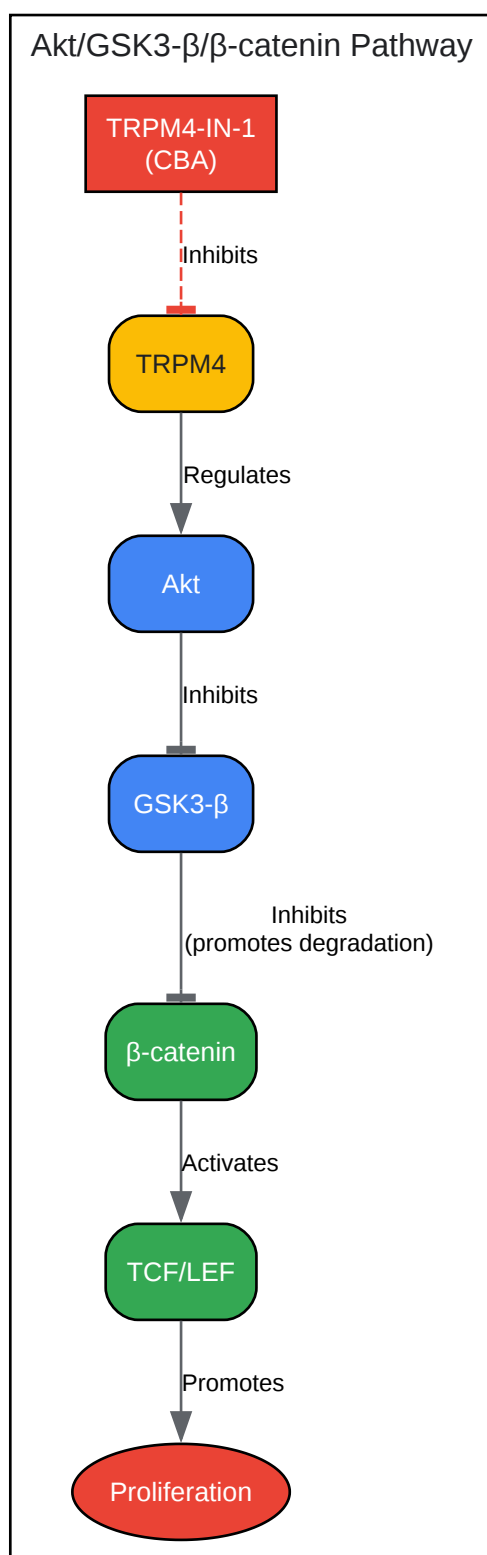 Akt/GSK3-β/β-catenin Pathway
TRPM4-IN-1
(CBA)
Inhibits
TRPM4
Regulates
Akt
Inhibits
GSK3-β
Inhibits
(promotes degradation)
β-catenin
Activates
TCF/LEF
Promotes
Proliferation